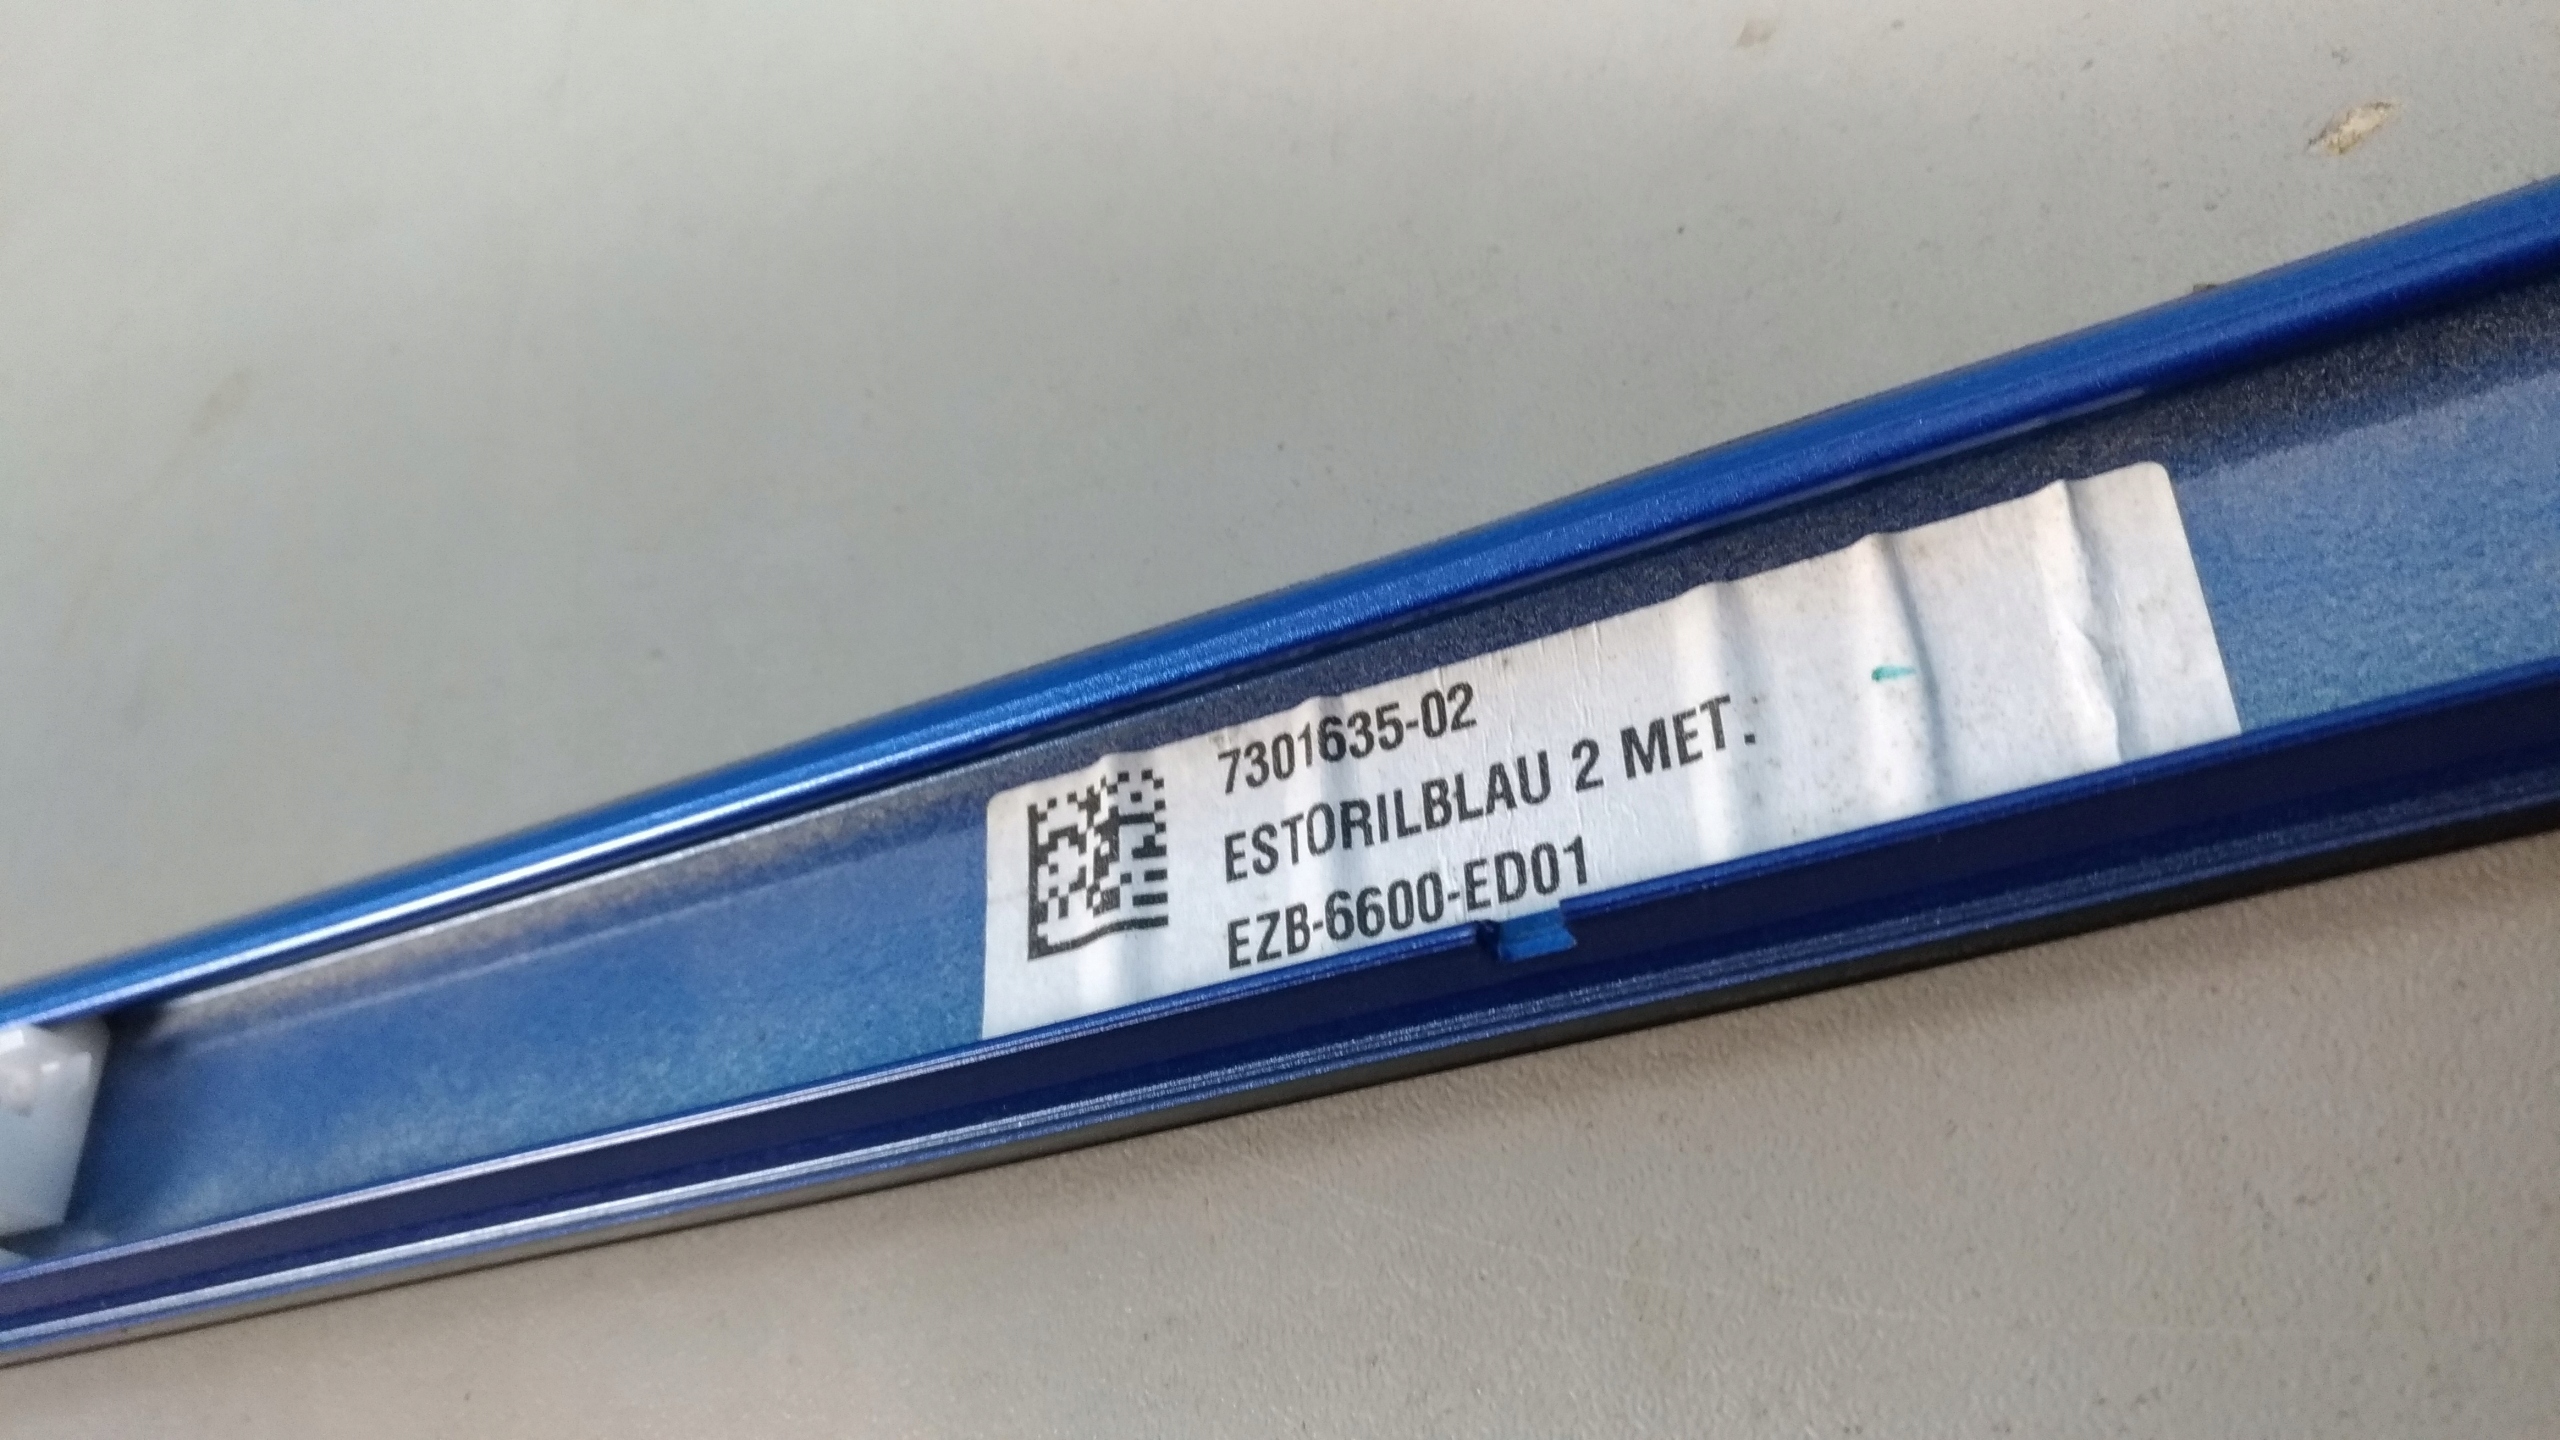 7301635-02
ESTORILBLAU 2 MET.
EZB-6600-ED01